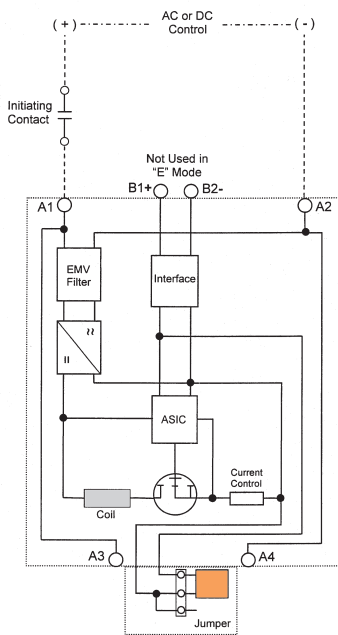 (+)
AC or DC
Control
(-)
Initiating
Contact
Not Used in
"E" Mode
B1+
B2-
A1
A2
EMV
Filter
Interface
ASIC
Current
Control
Coil
A3
A4
Jumper